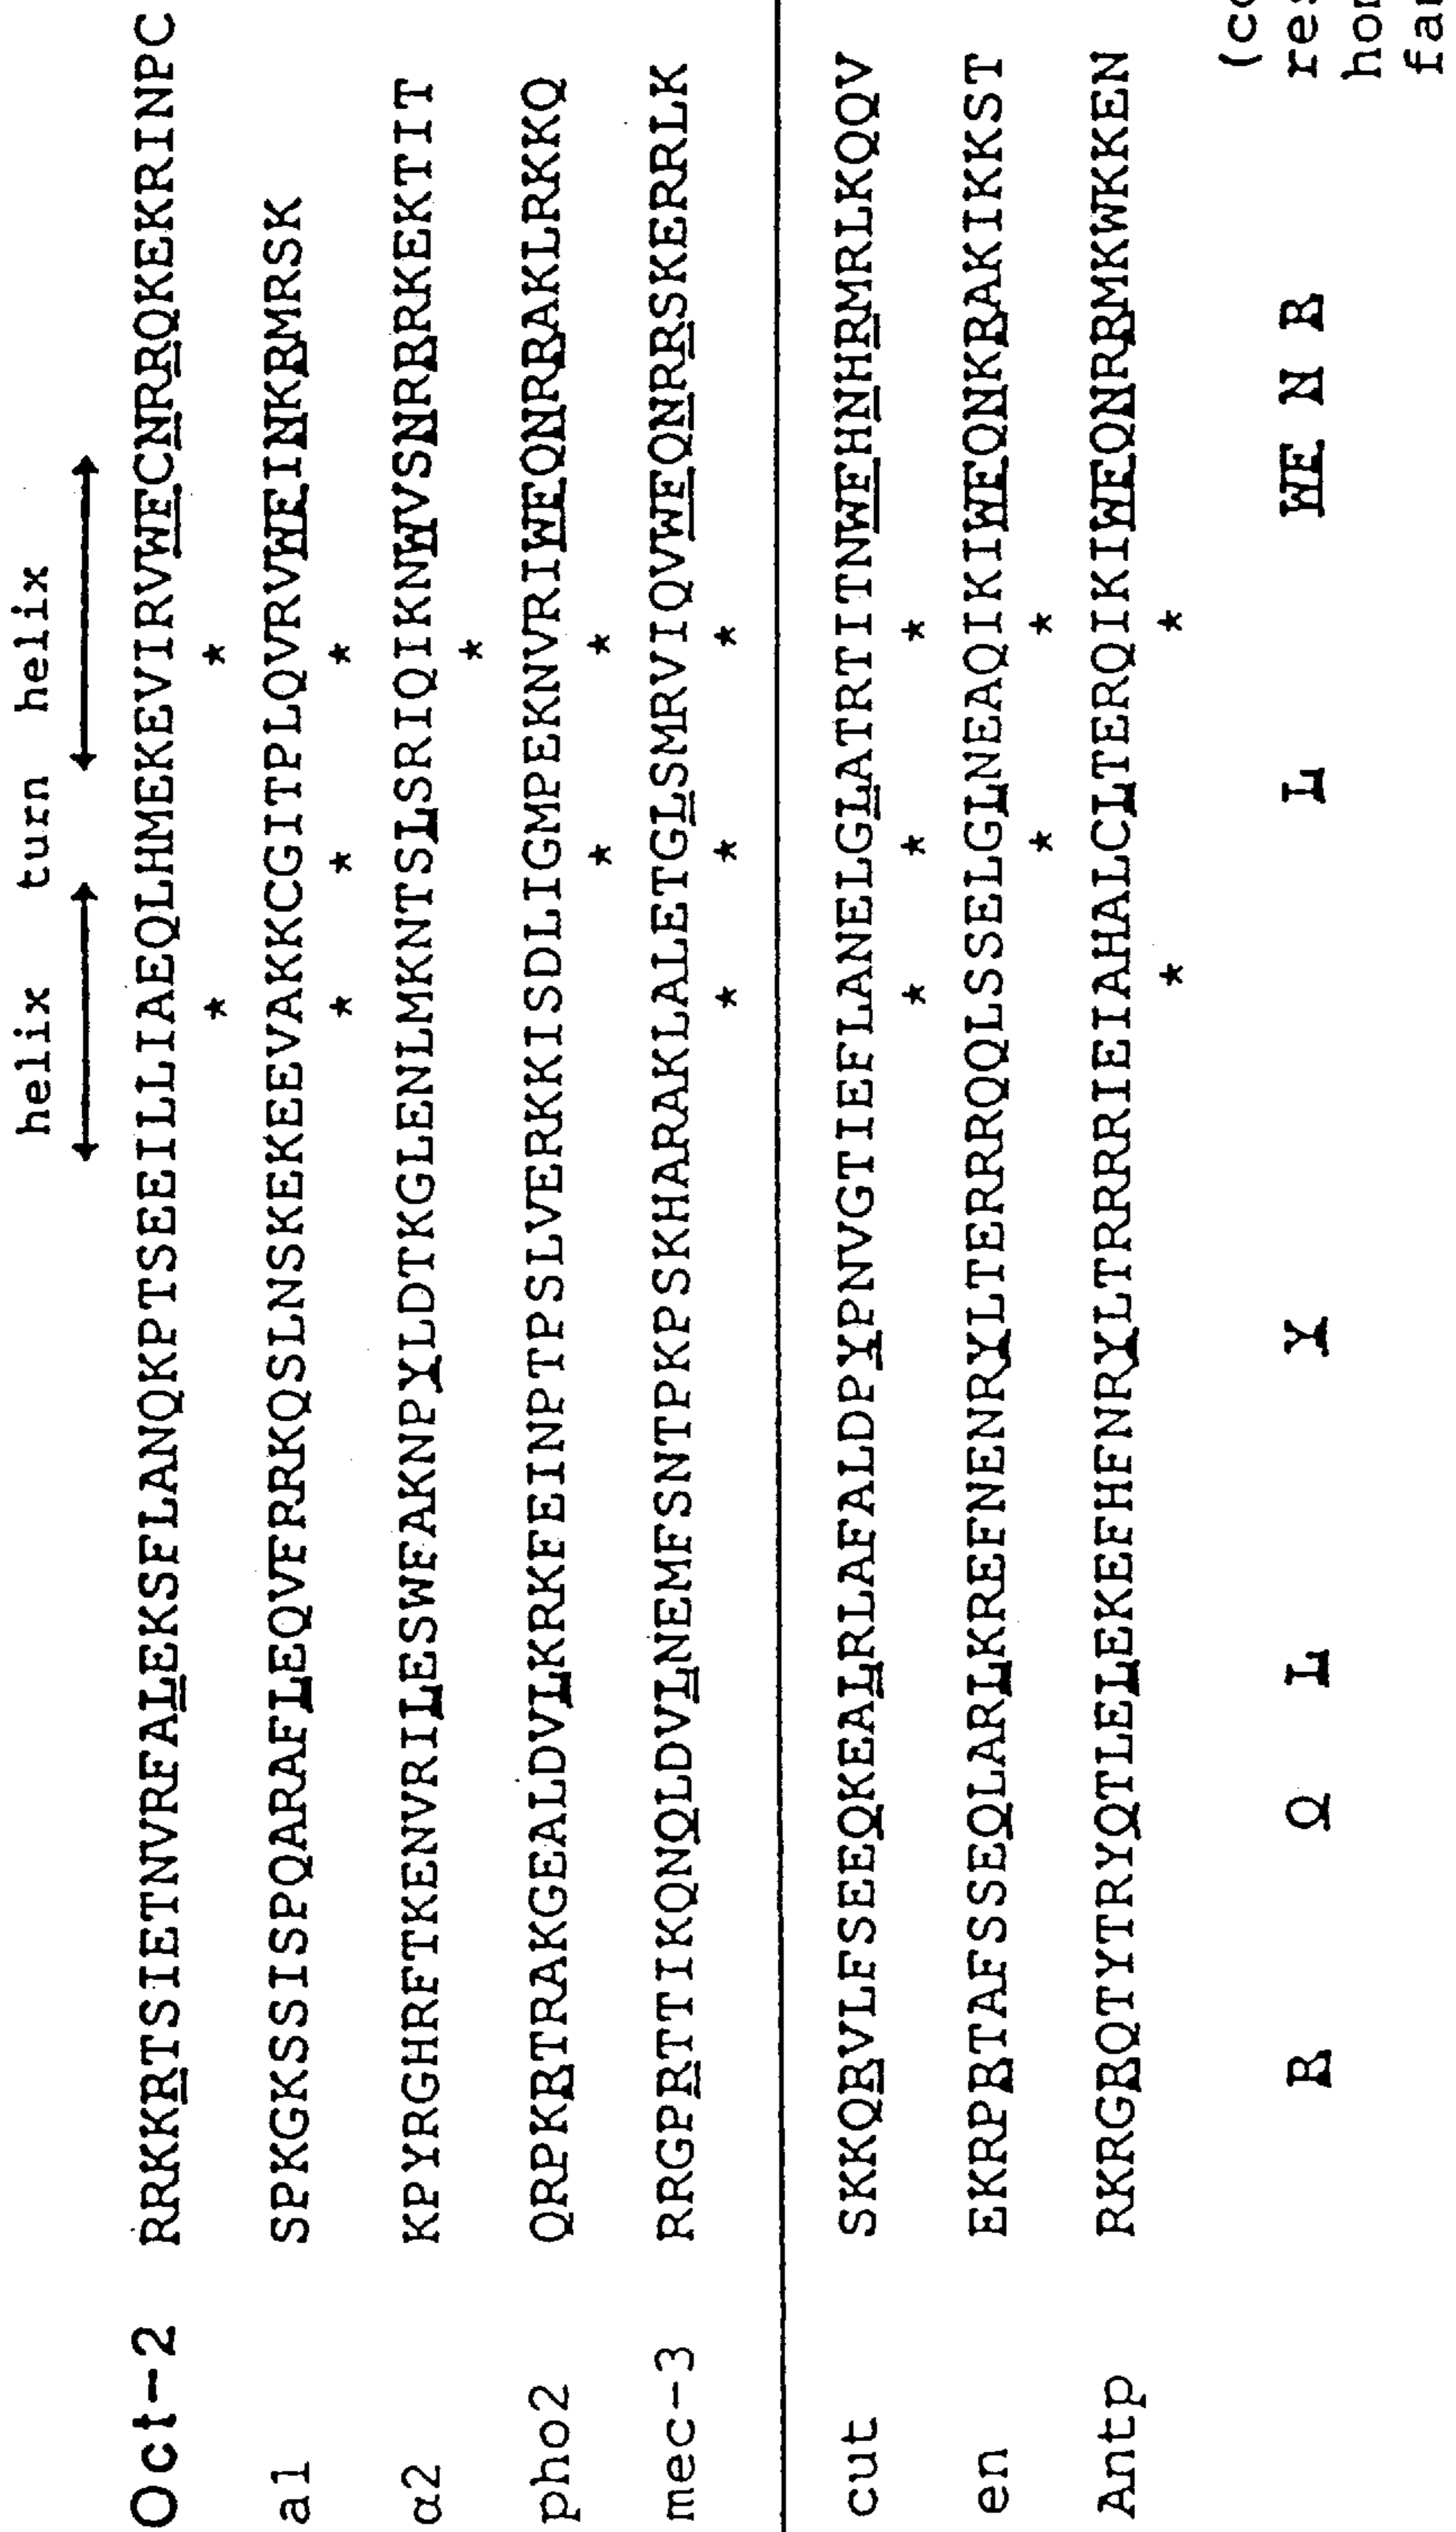 helix turn helix
Oct-2 RRKKRTSIETNVRFALEKSFLANQKPTSEEILLIAEQLHMEKEVIRVWFCNRRQKEKRINPC
* *
a1 SPKGKSSISPQARAFLEQVFRRKQSLNSKEKEEVAKKCGITPLQVRVWFINKRMRSK
* * *
α2 KPYRGHRFTKENVRILESWFAKNPYLDTKGLENLMKNTSLSRIQIKNWVSNRRRKEKTIT
*
pho2 QRPKRTRAKGEALDVLKRKFEINPTPSLVERKKISDLIGMPEKNVRIWFQNRRAKLRKKQ
* *
mec-3 RRGPRTTIKQNQLDVLNEMFSNTPKPSKHARAKLALETGLSMRVIQVWFQNRRSKERRLK
* * *
cut SKKQRVLFSEEQKEALRLAFALDPYPNVGTIEFLANELGLATRTITNWFHNHRMRLKQQV
* * *
en EKRPRTAFSSEQLARLKREFNENRYLTERRRQQLSSELGLNEAQIKIWFQNKRAKIKKST
* *
Antp RKRGRQTYTRYQTLELEKEFHFNRYLTRRRRIEIAHALCLTERQIKIWFQNRRMKWKKEN
* *
R Q L Y L WF N R